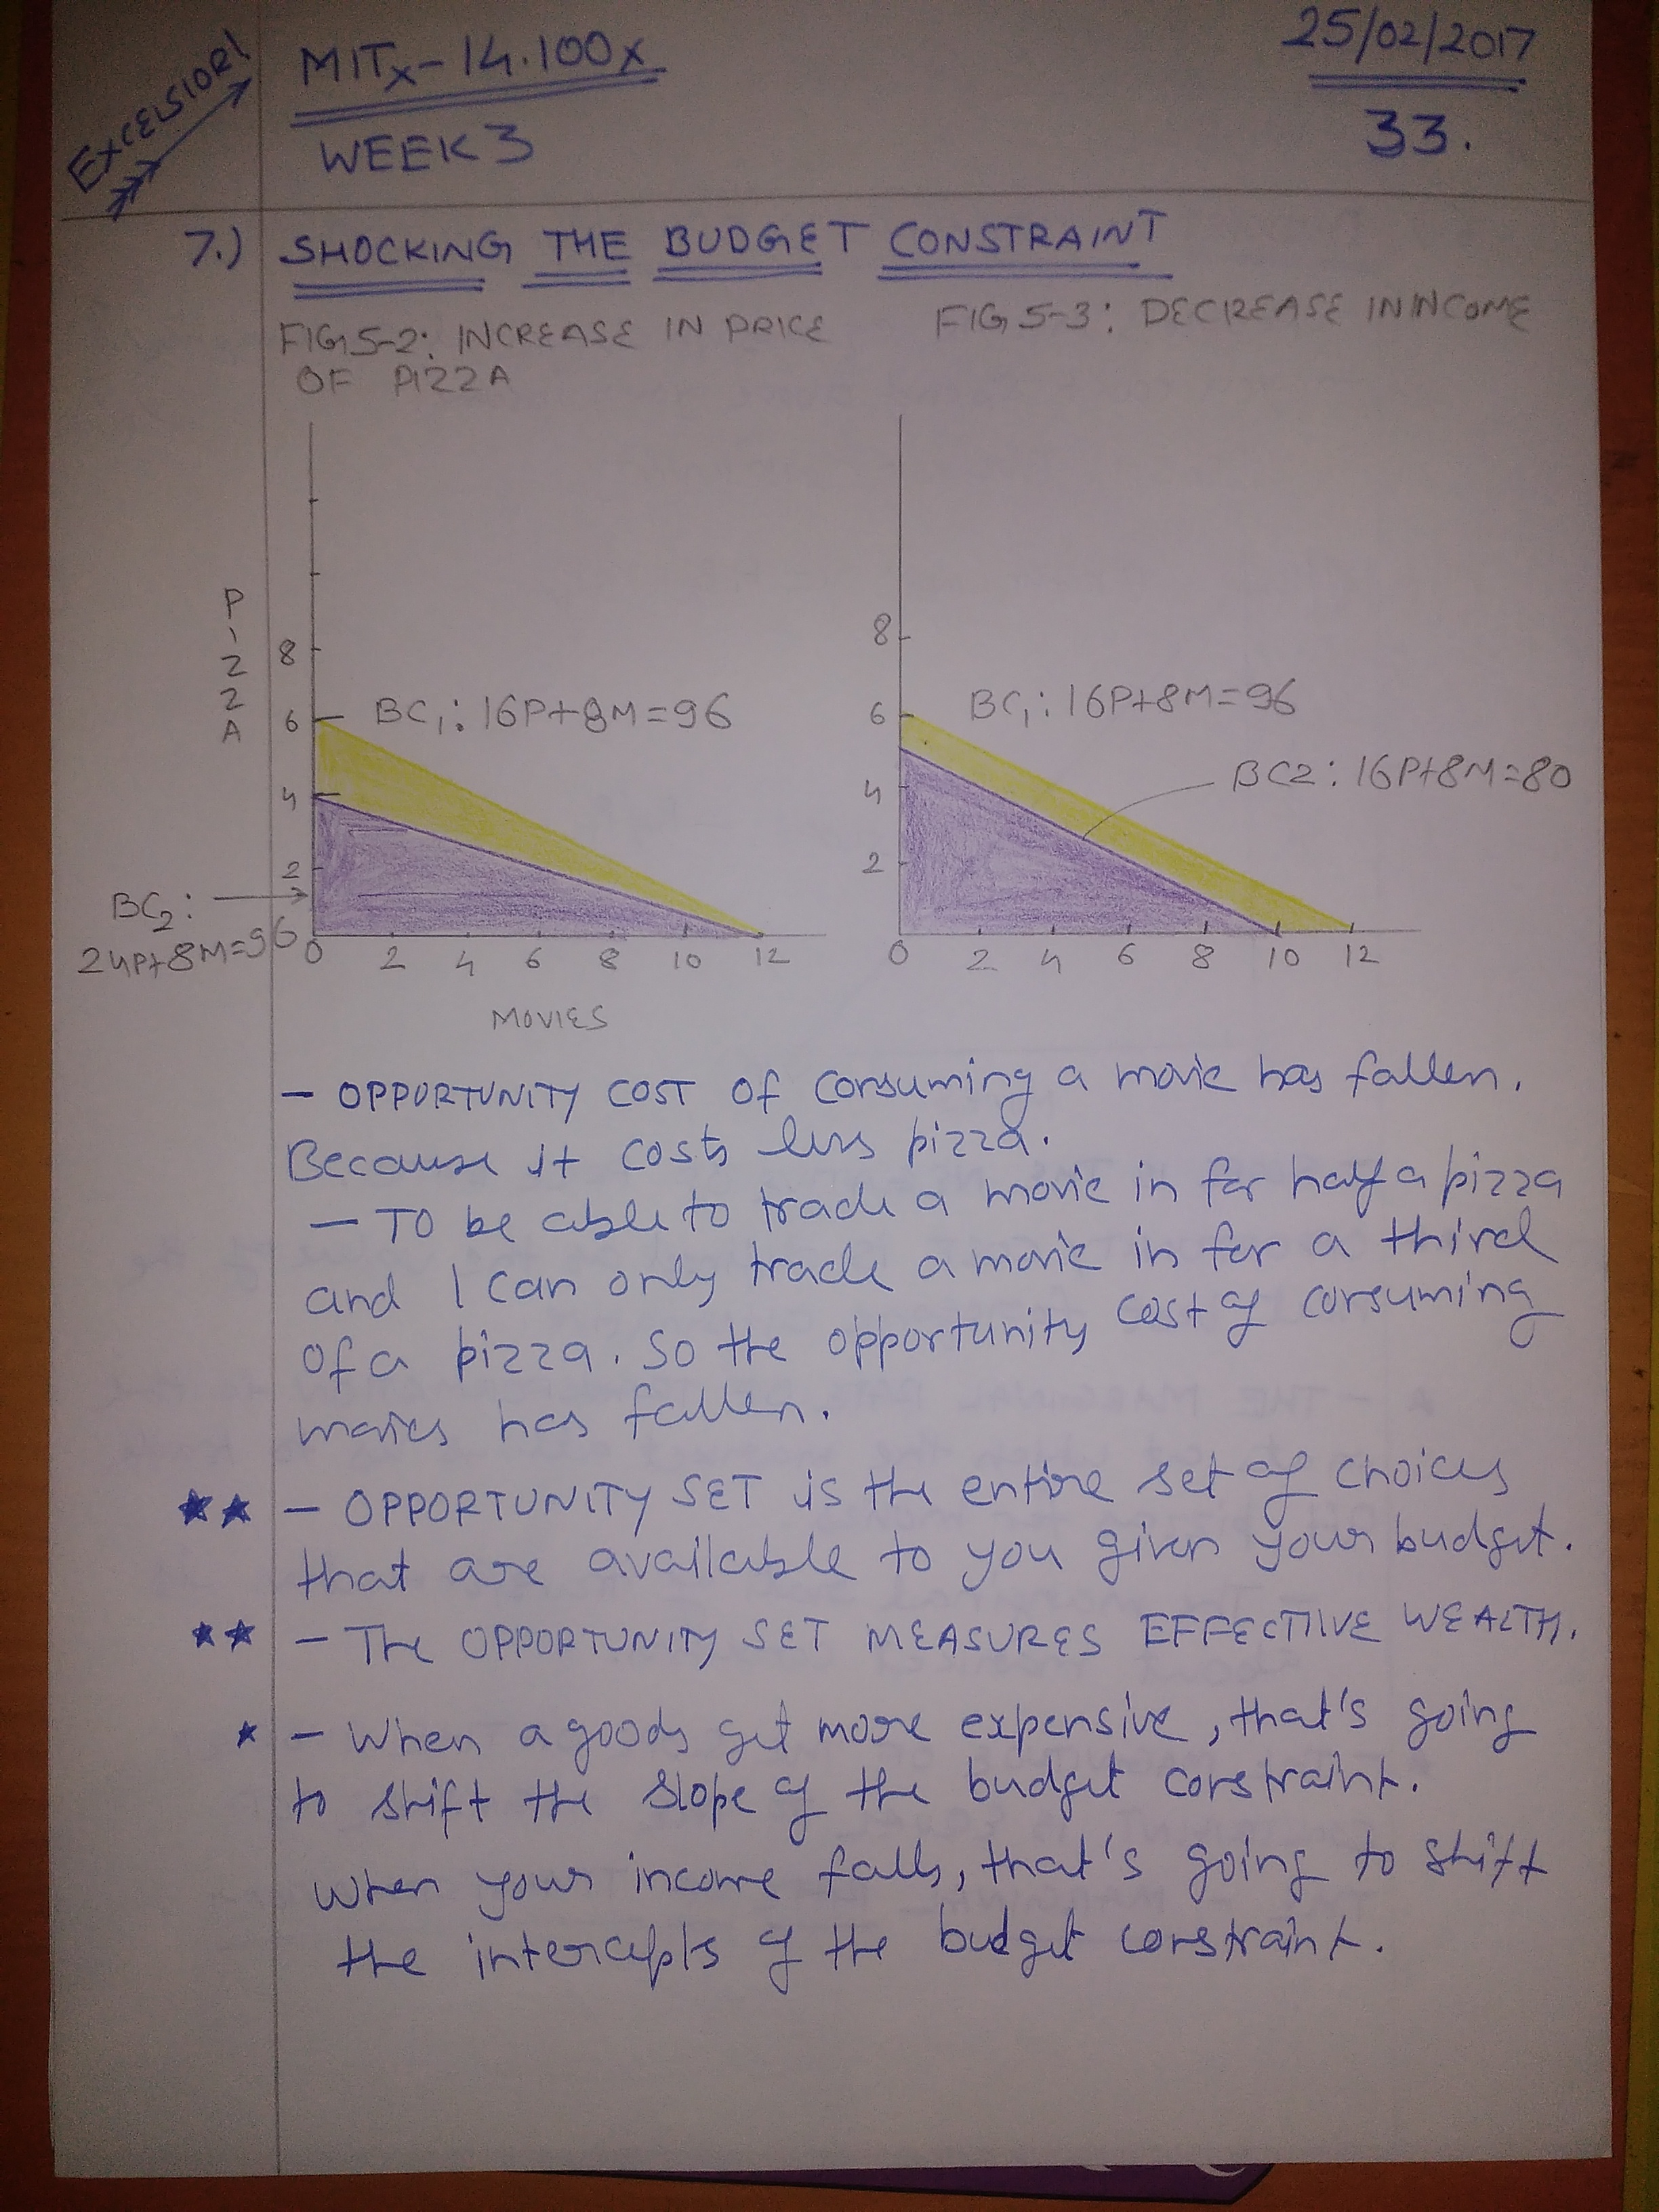 EXCELSIOR!
MITx-14.100x
WEEK 3
25/02/2017
33.
7.) SHOCKING THE BUDGET CONSTRAINT
FIG 5-2: INCREASE IN PRICE
OF PIZZA
FIG 5-3: DECREASE IN INCOME
PIZZA
8
6
4
2
BC₁: 16P+8M=96
BC₂:
24P+8M=96
0 2 4 6 8 10 12
MOVIES
8
6
4
2
BC₁: 16P+8M=96
BC2: 16P+8M=80
0 2 4 6 8 10 12
- OPPORTUNITY COST OF consuming a movie has fallen.
Because it costs less pizza.
- To be able to trade a movie in for half a pizza
and I can only trade a movie in for a third
of a pizza. So the opportunity cost of consuming
movies has fallen.
★★ - OPPORTUNITY SET is the entire set of choices
that are available to you given your budget.
★★ - The OPPORTUNITY SET MEASURES EFFECTIVE WEALTH.
★ - When a goods get more expensive, that's going
to shift the slope of the budget constraint.
When your income falls, that's going to shift
the intercepts of the budget constraint.